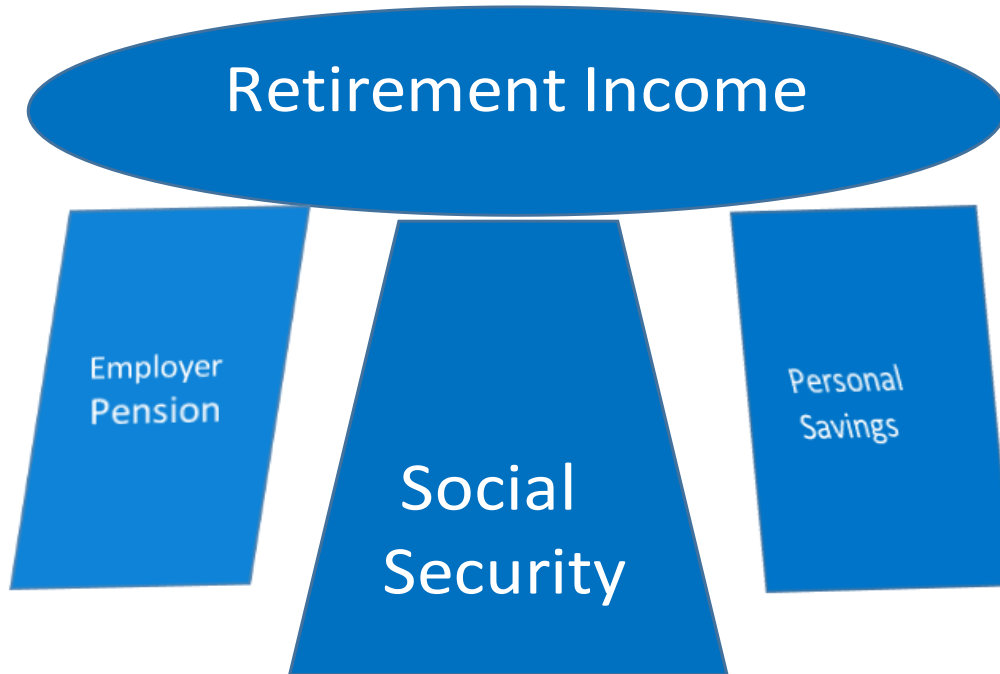 Retirement Income
Employer
Pension
Social
Security
Personal
Savings